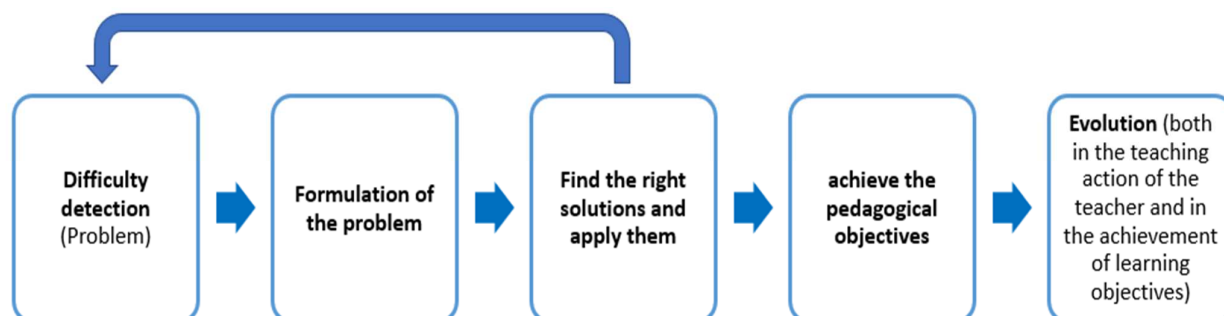 Difficulty
detection
(Problem)
Formulation of
the problem
Find the right
solutions and
apply them
achieve the
pedagogical
objectives
Evolution (both
in the teaching
action of the
teacher and in
the achievement
of learning
objectives)